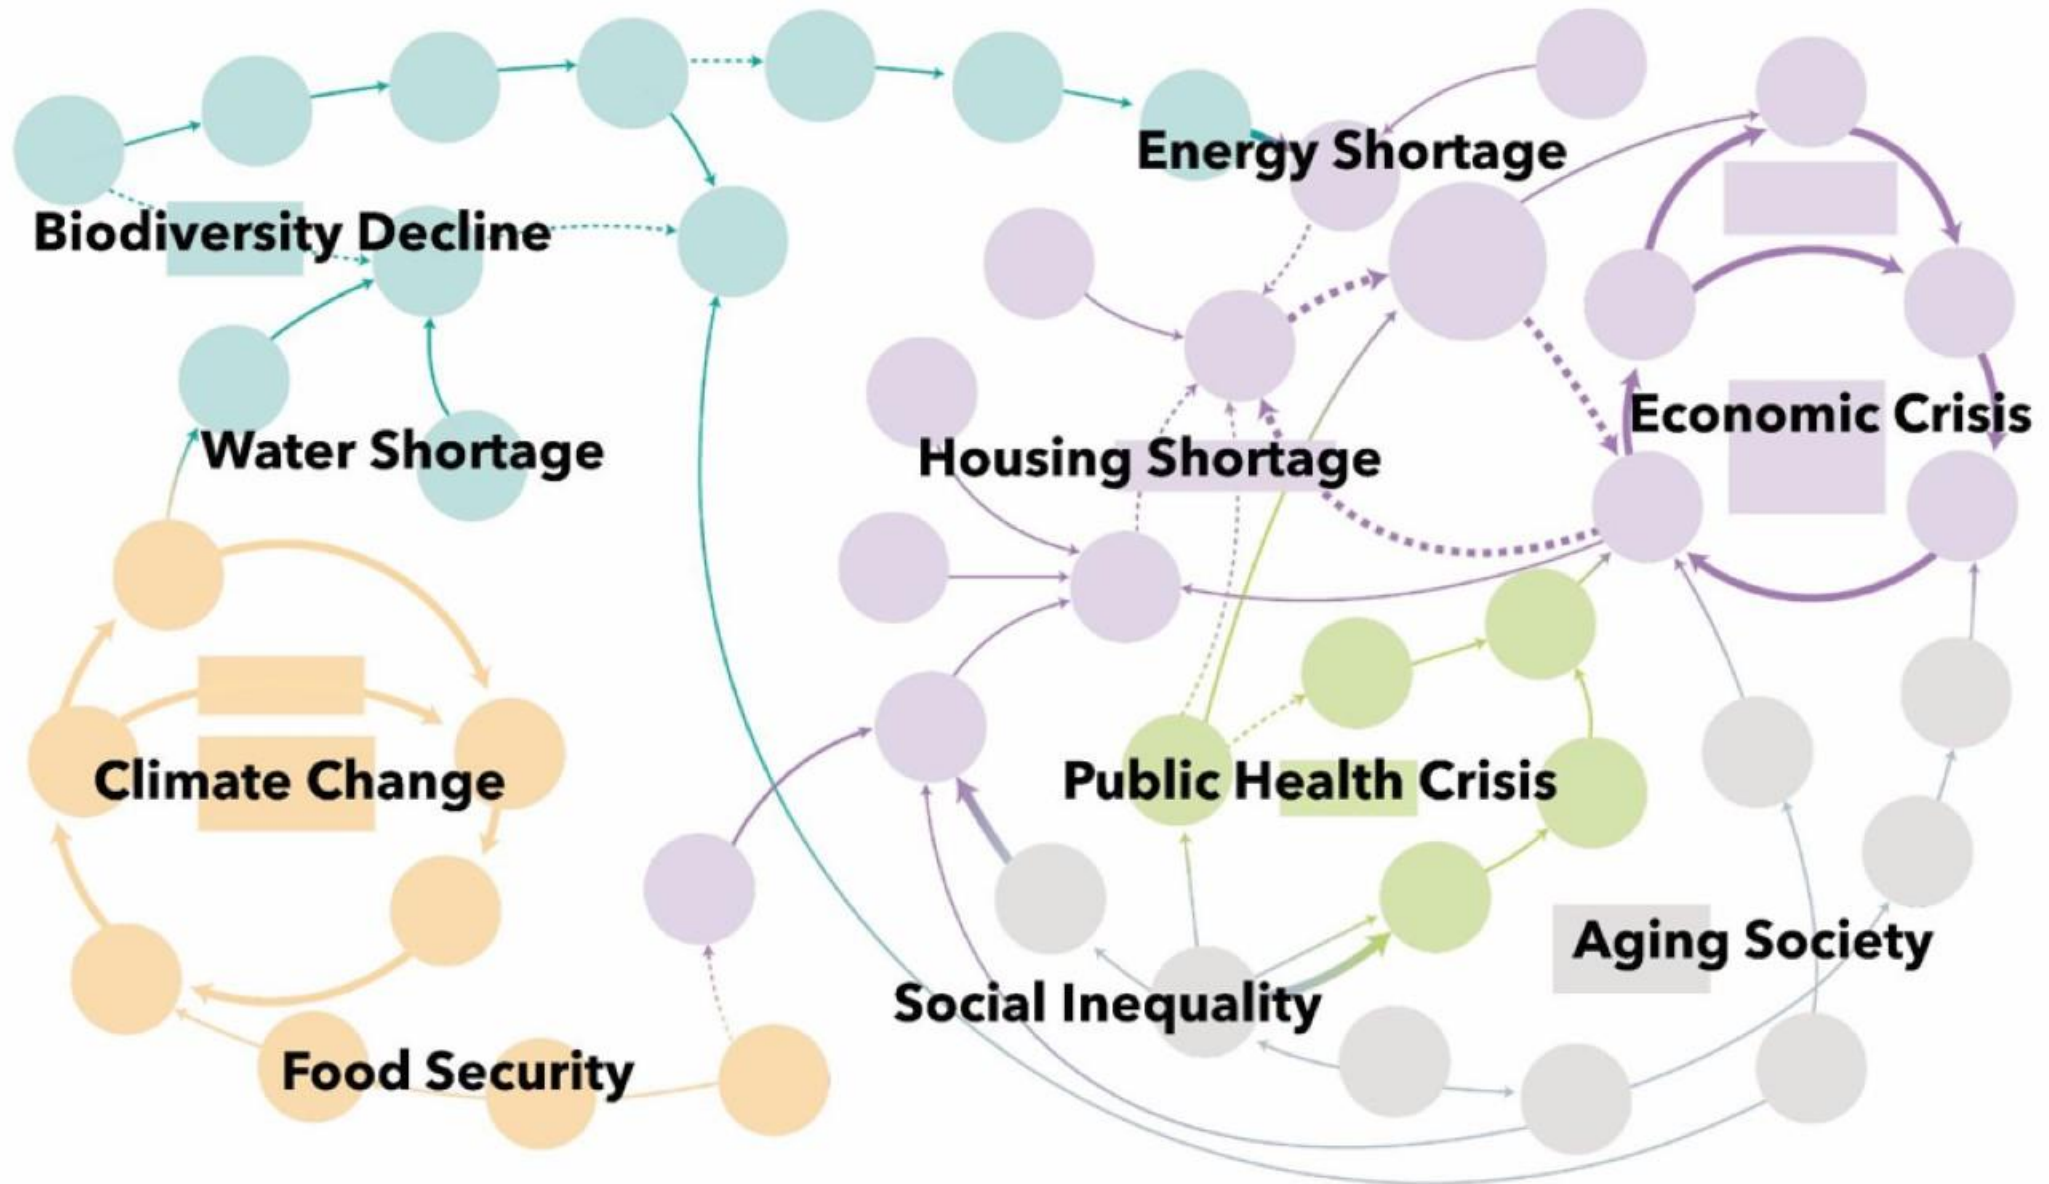 Energy Shortage
Biodiversity Decline
Economic Crisis
Water Shortage
Housing Shortage
Climate Change
Public Health Crisis
Aging Society
Social Inequality
Food Security